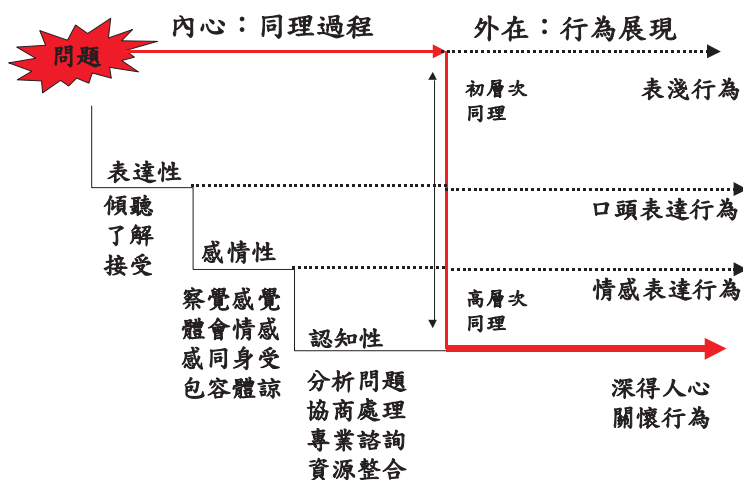 內心：同理過程
外在：行為展現
問題
初層次
同理
表淺行為
表達性
傾聽
了解
接受
口頭表達行為
感情性
察覺感覺
體會情感
感同身受
包容體諒
情感表達行為
高層次
同理
認知性
分析問題
協商處理
專業諮詢
資源整合
深得人心
關懷行為